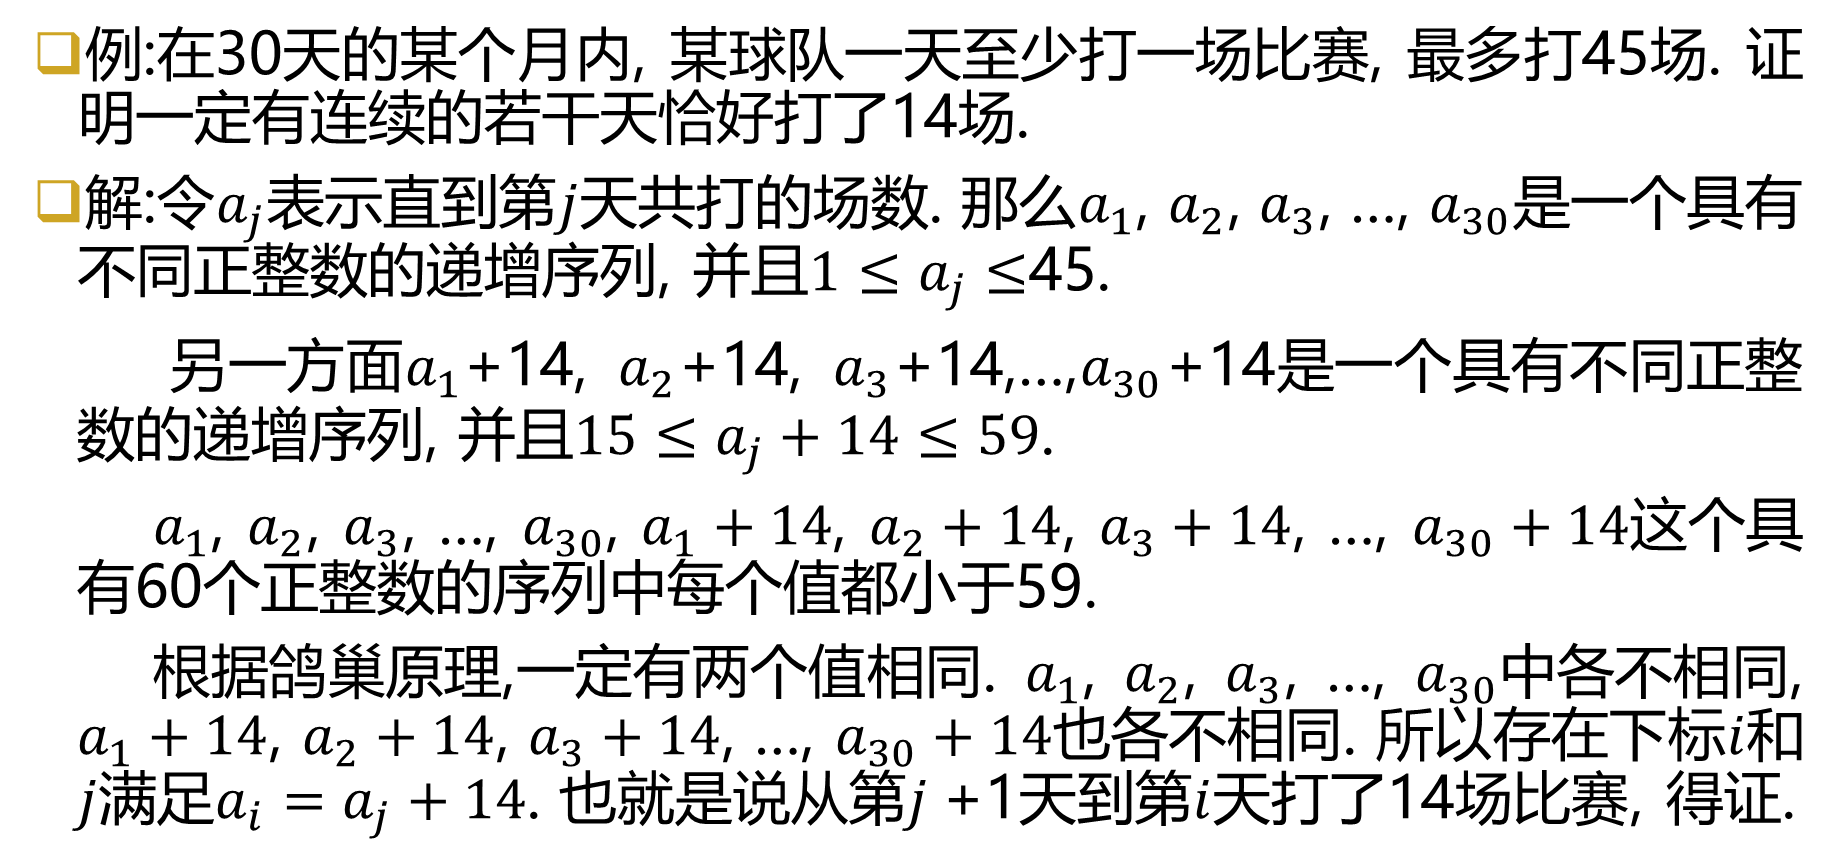 ❑例:在30天的某个月内, 某球队一天至少打一场比赛, 最多打45场. 证
明一定有连续的若干天恰好打了14场.
❑解:令a_j表示直到第j天共打的场数. 那么a₁, a₂, a₃, …, a₃₀是一个具有
不同正整数的递增序列, 并且1 ≤ a_j ≤45.
另一方面a₁+14, a₂+14, a₃+14,…,a₃₀+14是一个具有不同正整
数的递增序列, 并且15 ≤ a_j + 14 ≤ 59.
a₁, a₂, a₃, …, a₃₀, a₁ + 14, a₂ + 14, a₃ + 14, …, a₃₀ + 14这个具
有60个正整数的序列中每个值都小于59.
根据鸽巢原理,一定有两个值相同. a₁, a₂, a₃, …, a₃₀中各不相同,
a₁ + 14, a₂ + 14, a₃ + 14, …, a₃₀ + 14也各不相同. 所以存在下标i和
j满足a_i = a_j + 14. 也就是说从第j +1天到第i天打了14场比赛, 得证.